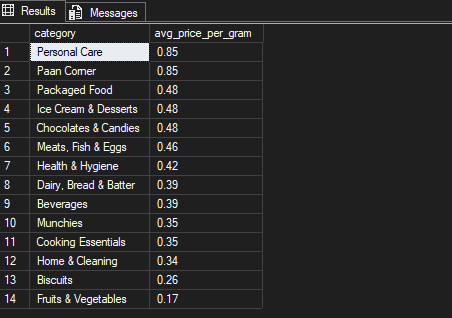 Results Messages
category avg_price_per_gram
1 Personal Care 0.85
2 Paan Corner 0.85
3 Packaged Food 0.48
4 Ice Cream & Desserts 0.48
5 Chocolates & Candies 0.48
6 Meats, Fish & Eggs 0.46
7 Health & Hygiene 0.42
8 Dairy, Bread & Batter 0.39
9 Beverages 0.39
10 Munchies 0.35
11 Cooking Essentials 0.35
12 Home & Cleaning 0.34
13 Biscuits 0.26
14 Fruits & Vegetables 0.17